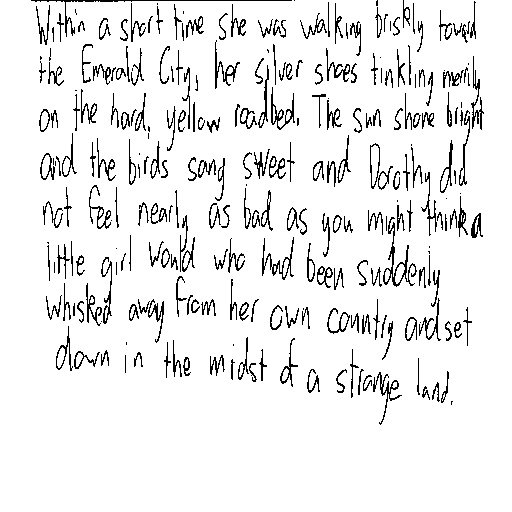 Within a short time she was walking briskly toward
the Emerald City, her silver shoes tinkling merrily
on the hard, yellow roadbed. The sun shone bright
and the birds sang sweet and Dorothy did
not feel nearly as bad as you might think a
little girl would who had been suddenly
whisked away from her own country and set
down in the midst of a strange land.